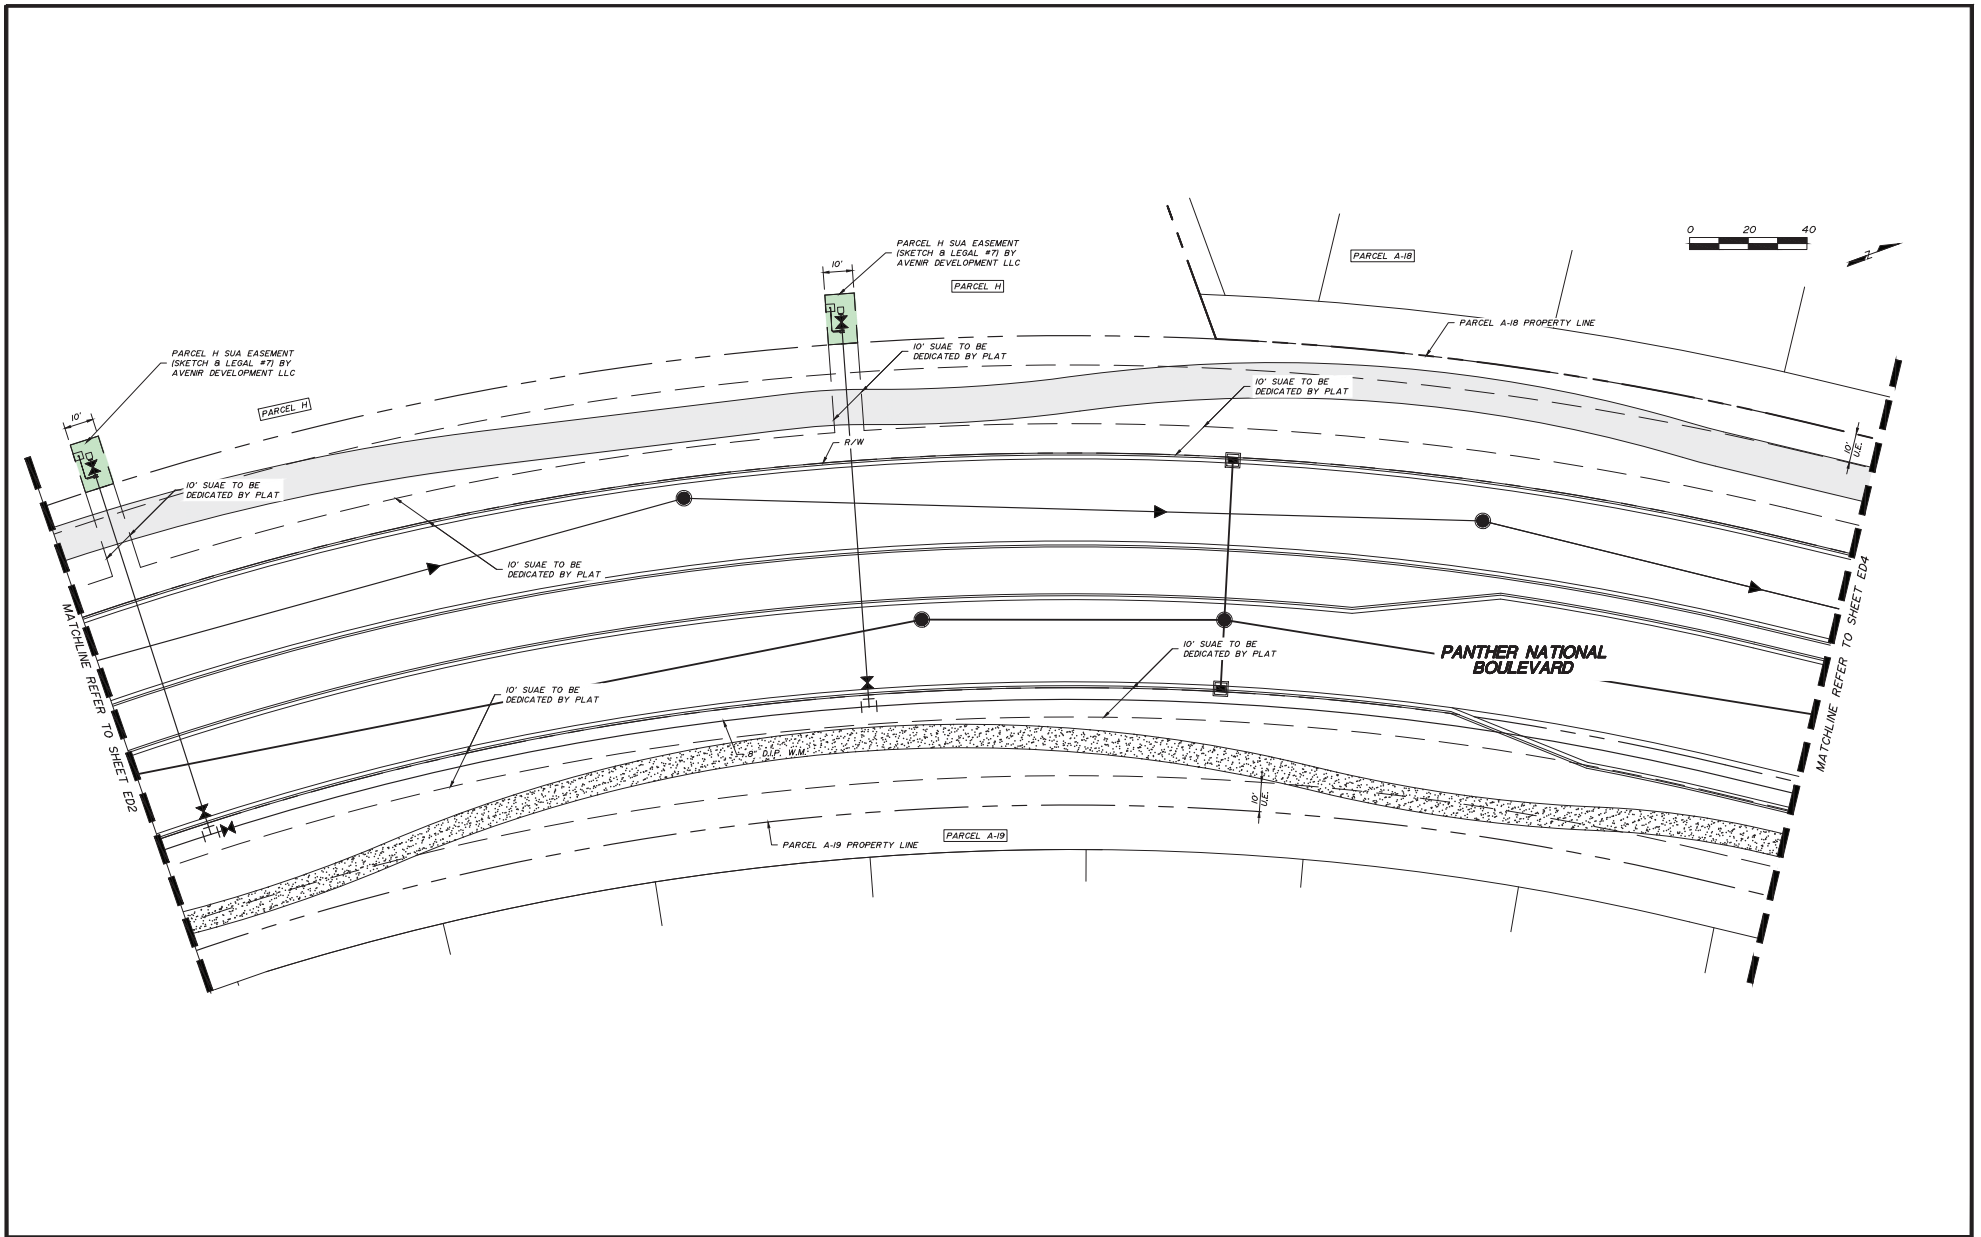 PARCEL H SUA EASEMENT
(SKETCH & LEGAL #7) BY
AVENIR DEVELOPMENT LLC
0 20 40
N
PARCEL A-18
10'
PARCEL H
PARCEL A-18 PROPERTY LINE
10' SUAE TO BE
DEDICATED BY PLAT
PARCEL H SUA EASEMENT
(SKETCH & LEGAL #7) BY
AVENIR DEVELOPMENT LLC
10' SUAE TO BE
DEDICATED BY PLAT
PARCEL H
10'
R/W
10'
U.E.
10' SUAE TO BE
DEDICATED BY PLAT
10' SUAE TO BE
DEDICATED BY PLAT
MATCHLINE REFER TO SHEET ED2
MATCHLINE REFER TO SHEET ED4
10' SUAE TO BE
DEDICATED BY PLAT
PANTHER NATIONAL
BOULEVARD
10' SUAE TO BE
DEDICATED BY PLAT
8" D.I.P. W.M.
10'
U.E.
PARCEL A-19
PARCEL A-19 PROPERTY LINE